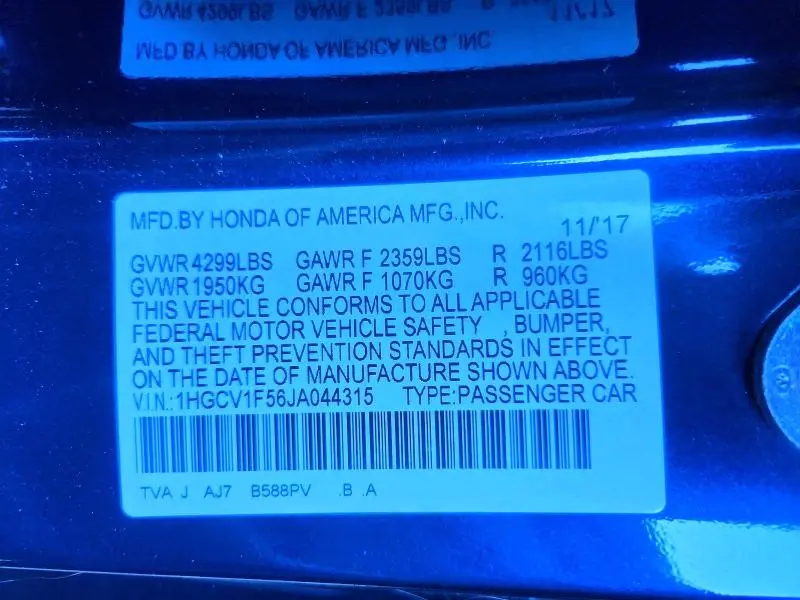 MFD.BY HONDA OF AMERICA MFG.,INC.
11/'17
GVWR 4299LBS GAWR F 2359LBS R 2116LBS
GVWR 1950KG GAWR F 1070KG R 960KG
THIS VEHICLE CONFORMS TO ALL APPLICABLE
FEDERAL MOTOR VEHICLE SAFETY , BUMPER,
AND THEFT PREVENTION STANDARDS IN EFFECT
ON THE DATE OF MANUFACTURE SHOWN ABOVE.
V.I.N.:1HGCV1F56JA044315 TYPE:PASSENGER CAR
TVA J AJ7 B588PV .B .A